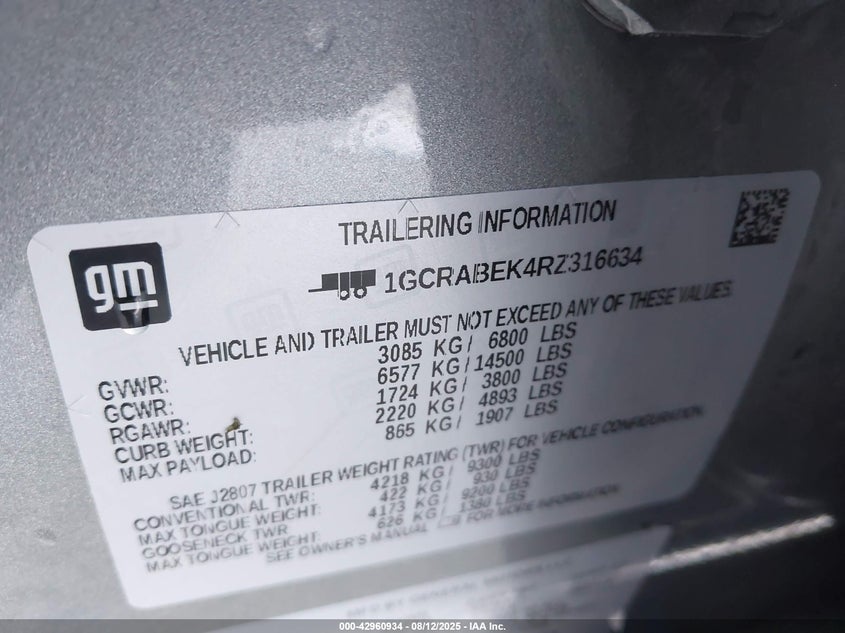 gm
TRAILERING INFORMATION
1GCRABEK4RZ316634
VEHICLE AND TRAILER MUST NOT EXCEED ANY OF THESE VALUES.
GVWR: 3085 KG/ 6800 LBS
GCWR: 6577 KG/14500 LBS
RGAWR: 1724 KG/ 3800 LBS
CURB WEIGHT: 2220 KG/ 4893 LBS
MAX PAYLOAD: 865 KG/ 1907 LBS
SAE J2807 TRAILER WEIGHT RATING (TWR) FOR VEHICLE CONFIGURATION.
CONVENTIONAL TWR: 4218 KG/ 9300 LBS
MAX TONGUE WEIGHT: 422 KG/ 930 LBS
GOOSENECK TWR 4173 KG/ 9200 LBS
MAX TONGUE WEIGHT: 626 KG/ 1380 LBS
SEE OWNER'S MANUAL FOR MORE INFORMATION
000-42960934 - 08/12/2025 - IAA Inc.